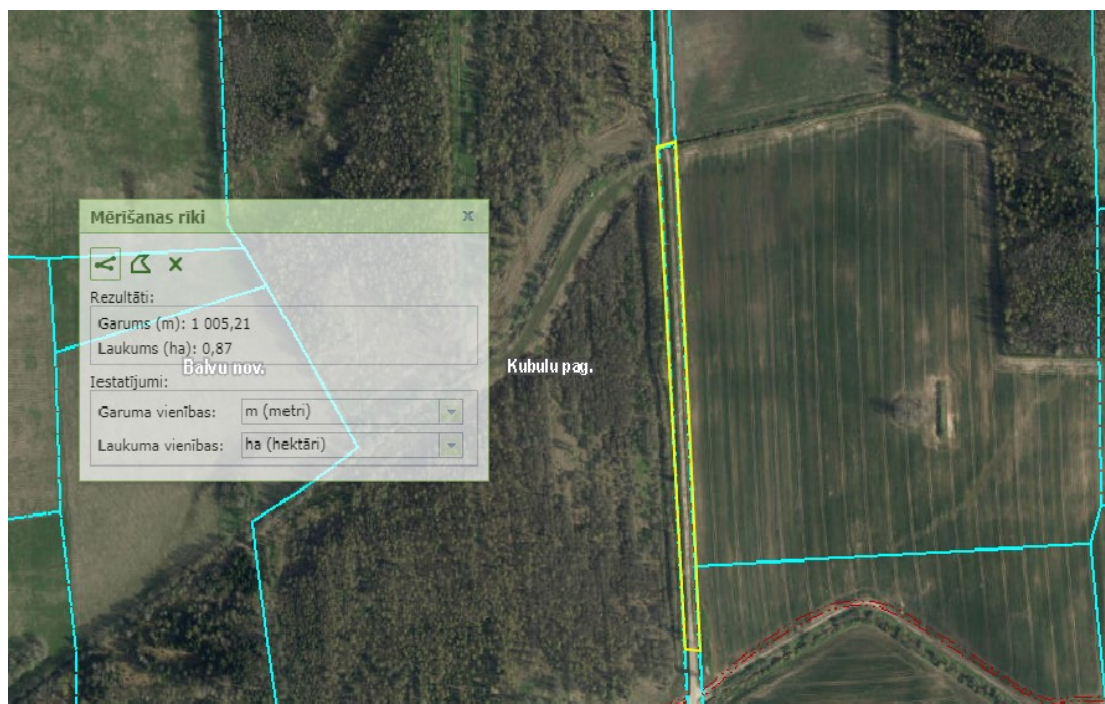 Mērīšanas rīki
Rezultāti:
Garums (m): 1 005,21
Laukums (ha): 0,87
Balvu nov.
Kubulu pag.
Iestatījumi:
Garuma vienības: m (metri)
Laukuma vienības: ha (hektāri)